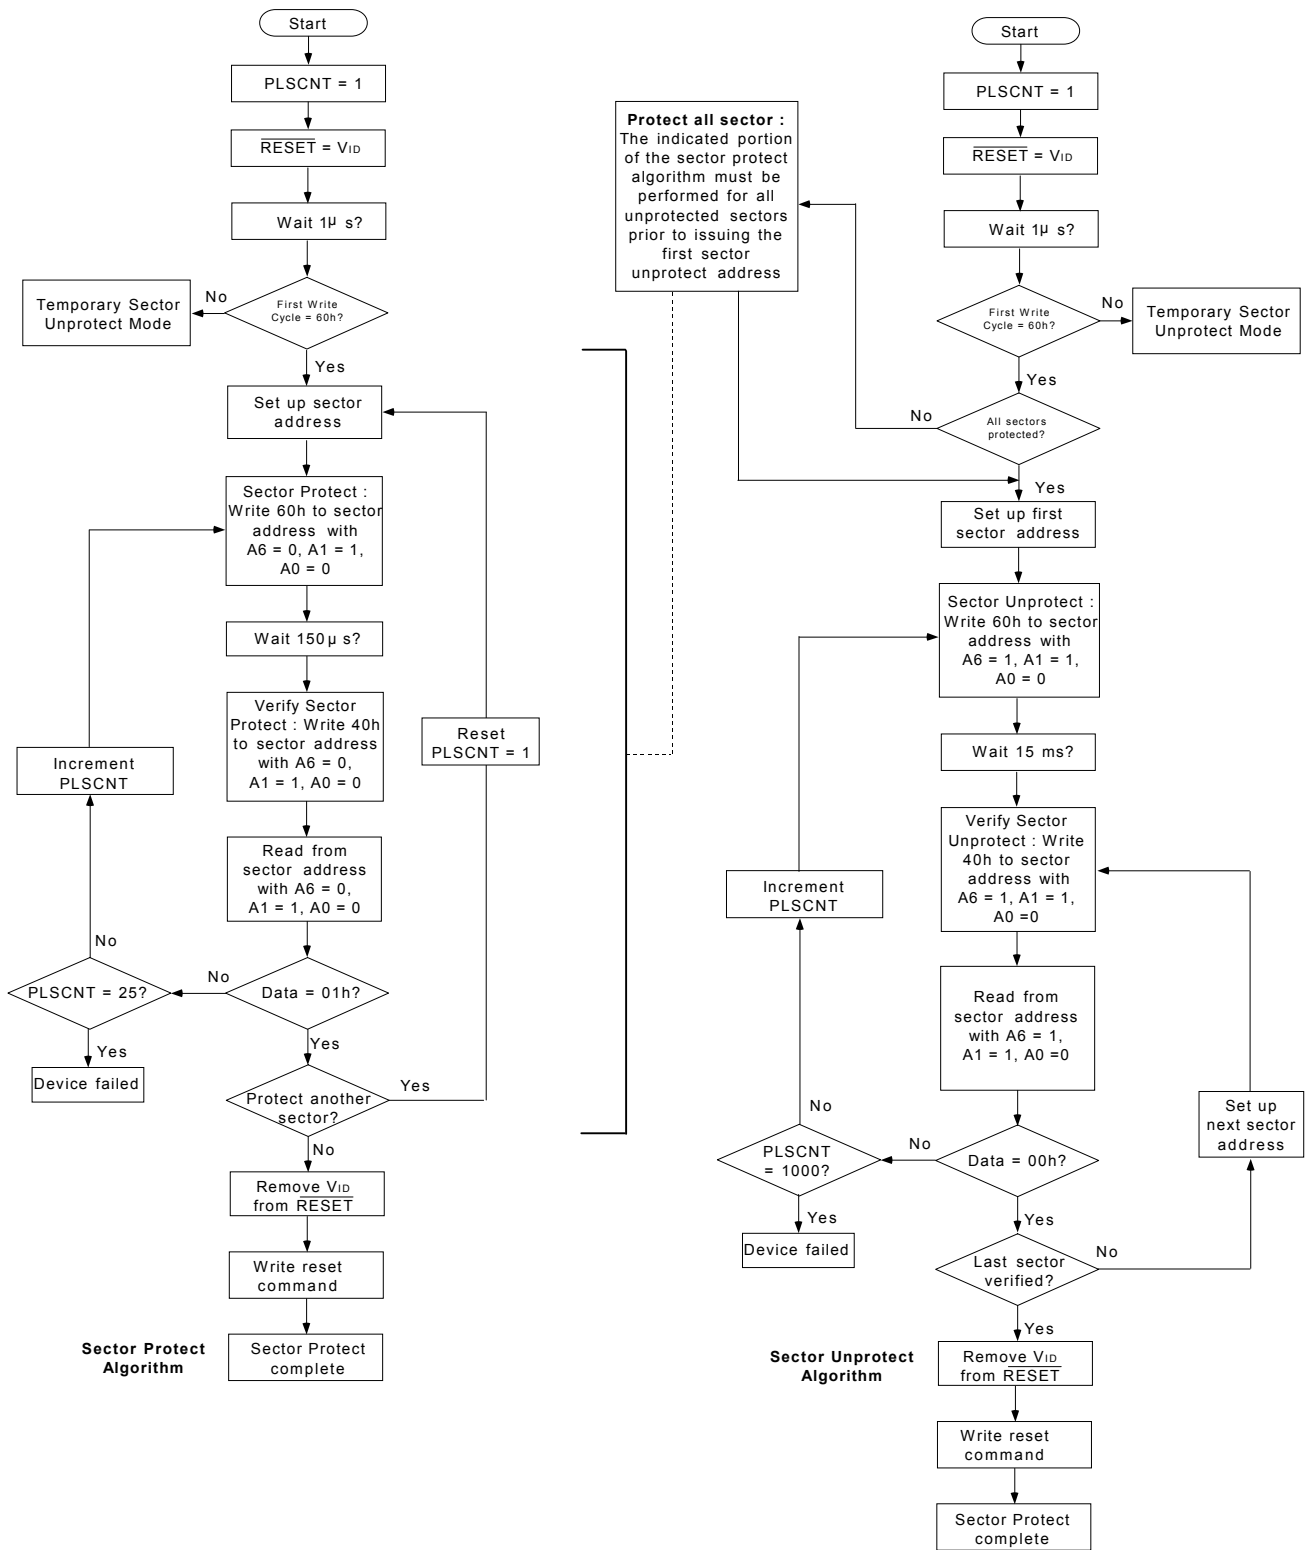 Start
PLSCNT = 1
RESET = VID
Wait 1µ s?
First Write
Cycle = 60h?
No
Temporary Sector
Unprotect Mode
Yes
Set up sector
address
Sector Protect :
Write 60h to sector
address with
A6 = 0, A1 = 1,
A0 = 0
Wait 150µ s?
Verify Sector
Protect : Write 40h
to sector address
with A6 = 0,
A1 = 1, A0 = 0
Reset
PLSCNT = 1
Increment
PLSCNT
Read from
sector address
with A6 = 0,
A1 = 1, A0 = 0
No
PLSCNT = 25?
No
Data = 01h?
Yes
Device failed
Yes
Protect another
sector?
Yes
No
Remove VID
from RESET
Write reset
command
Sector Protect
complete
Sector Protect
Algorithm
Protect all sector :
The indicated portion
of the sector protect
algorithm must be
performed for all
unprotected sectors
prior to issuing the
first sector
unprotect address
Start
PLSCNT = 1
RESET = VID
Wait 1µ s?
First Write
Cycle = 60h?
No
Temporary Sector
Unprotect Mode
Yes
All sectors
protected?
No
Yes
Set up first
sector address
Sector Unprotect :
Write 60h to sector
address with
A6 = 1, A1 = 1,
A0 = 0
Wait 15 ms?
Verify Sector
Unprotect : Write
40h to sector
address with
A6 = 1, A1 = 1,
A0 =0
Increment
PLSCNT
Read from
sector address
with A6 = 1,
A1 = 1, A0 =0
Set up
next sector
address
No
PLSCNT
= 1000?
No
Data = 00h?
Yes
Device failed
Yes
Last sector
verified?
No
Yes
Remove VID
from RESET
Sector Unprotect
Algorithm
Write reset
command
Sector Protect
complete